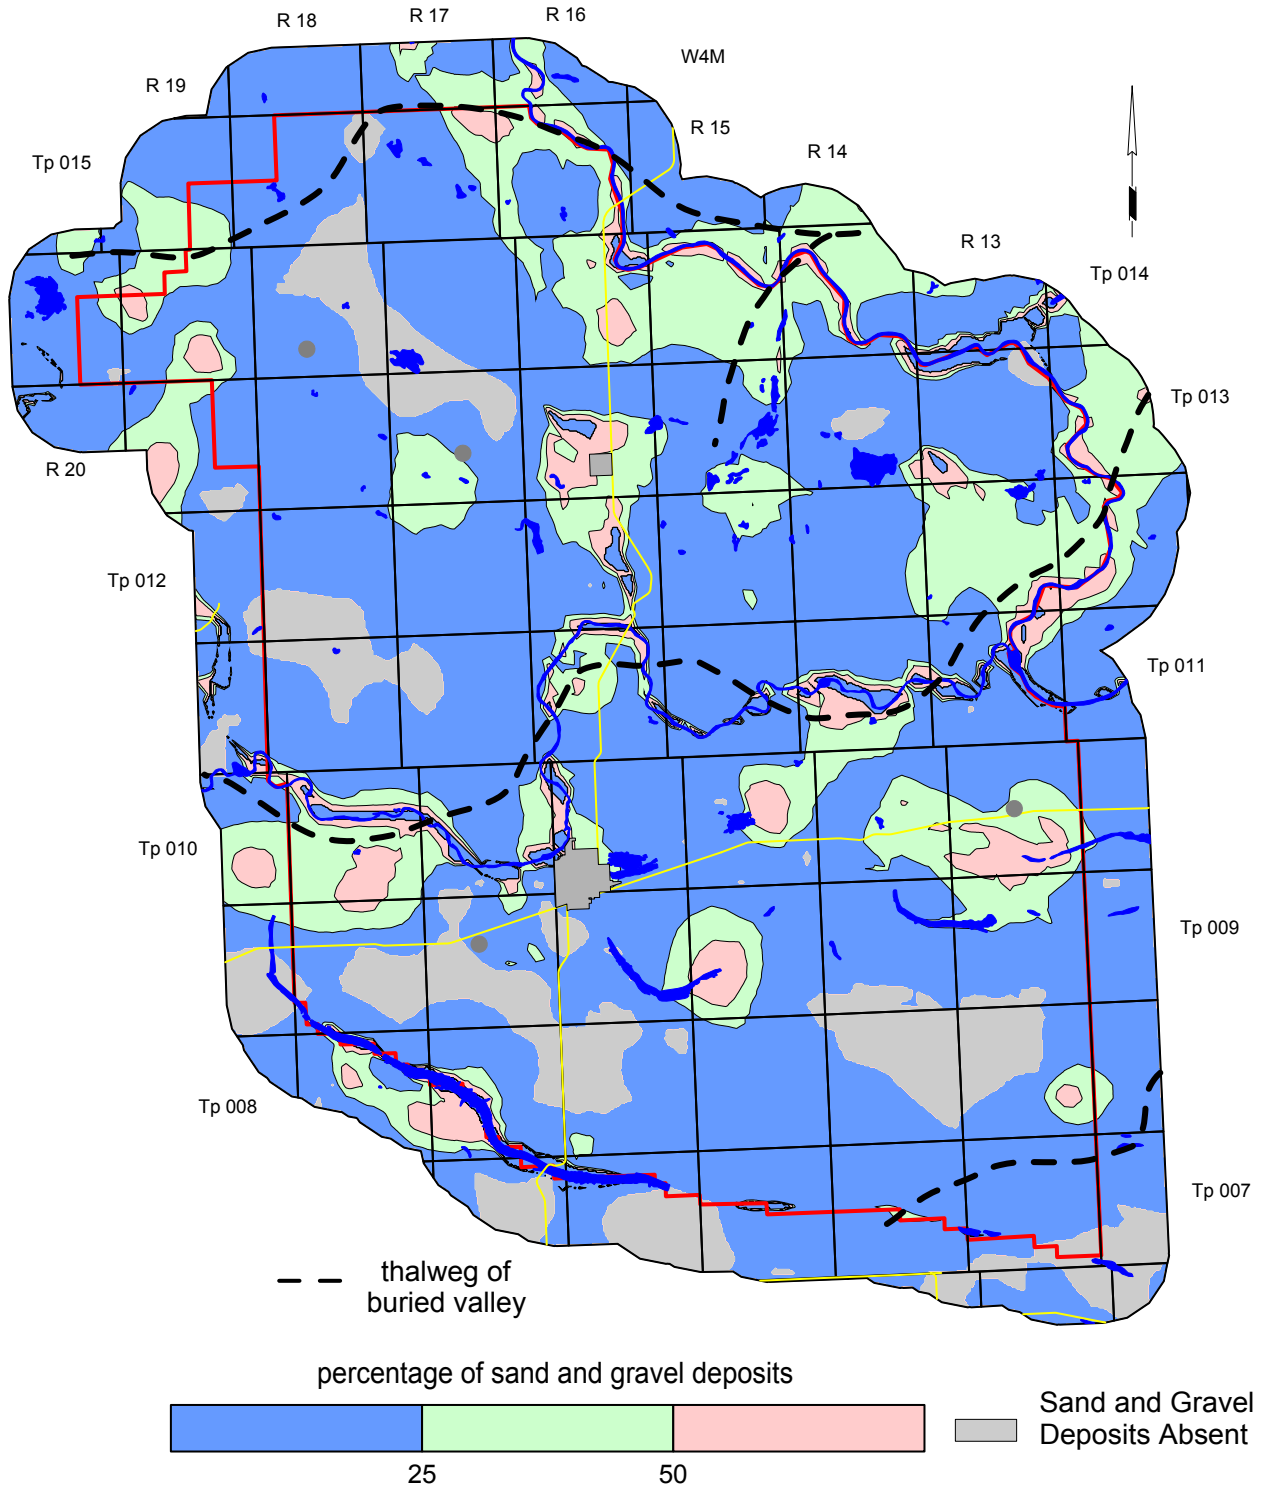 R 17
R 16
R 18
W4M
R 19
R 15
R 14
Tp 015
R 13
Tp 014
Tp 013
R 20
Tp 012
Tp 011
Tp 010
Tp 009
Tp 008
Tp 007
thalweg of
buried valley
percentage of sand and gravel deposits
25
50
Sand and Gravel
Deposits Absent